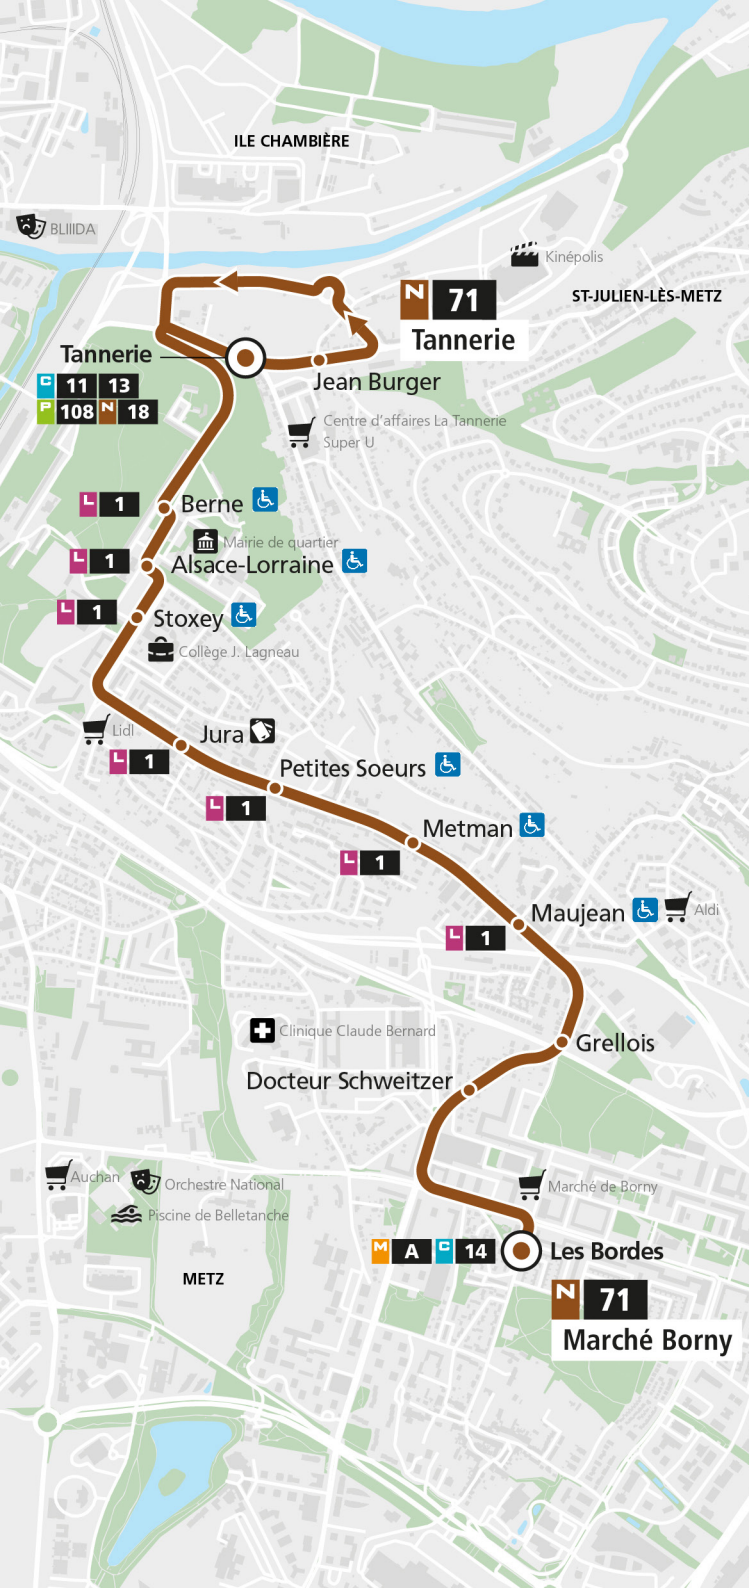 ILE CHAMBIÈRE
BLIIIDA
Kinépolis
N 71
ST-JULIEN-LÈS-METZ
Tannerie
Tannerie
C 11 13
P 108 N 18
Jean Burger
Centre d'affaires La Tannerie
Super U
L 1
Berne
Mairie de quartier
L 1
Alsace-Lorraine
L 1
Stoxey
Collège J. Lagneau
Lidl
Jura
L 1
Petites Soeurs
L 1
Metman
L 1
Maujean
Aldi
L 1
Clinique Claude Bernard
Grellois
Docteur Schweitzer
Auchan
Orchestre National
Marché de Borny
Piscine de Belletanche
M A C 14
Les Bordes
METZ
N 71
Marché Borny